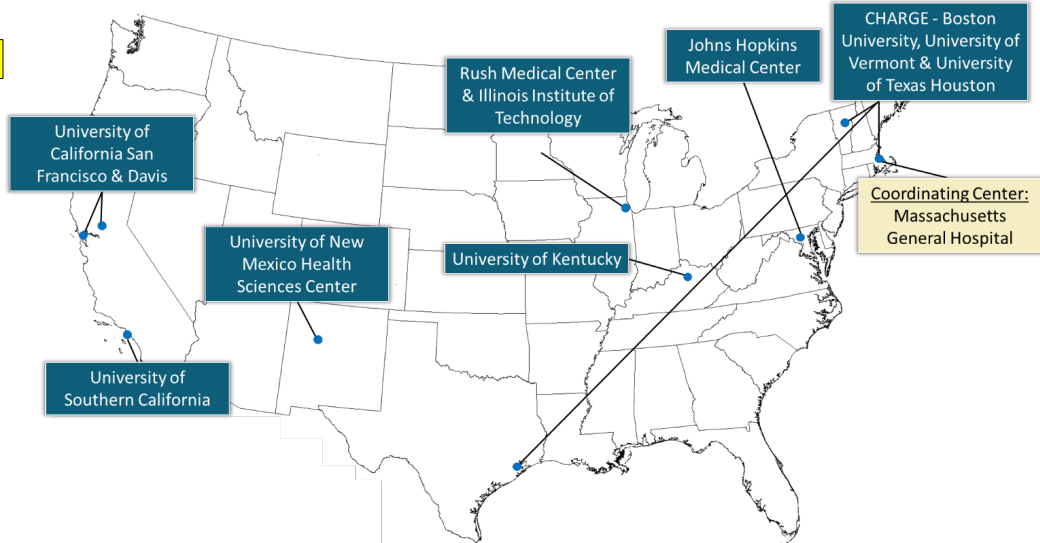 CHARGE - Boston
University, University of
Vermont & University
of Texas Houston
Johns Hopkins
Medical Center
Rush Medical Center
& Illinois Institute of
Technology
University of
California San
Francisco & Davis
Coordinating Center:
Massachusetts
General Hospital
University of New
Mexico Health
Sciences Center
University of Kentucky
University of
Southern California